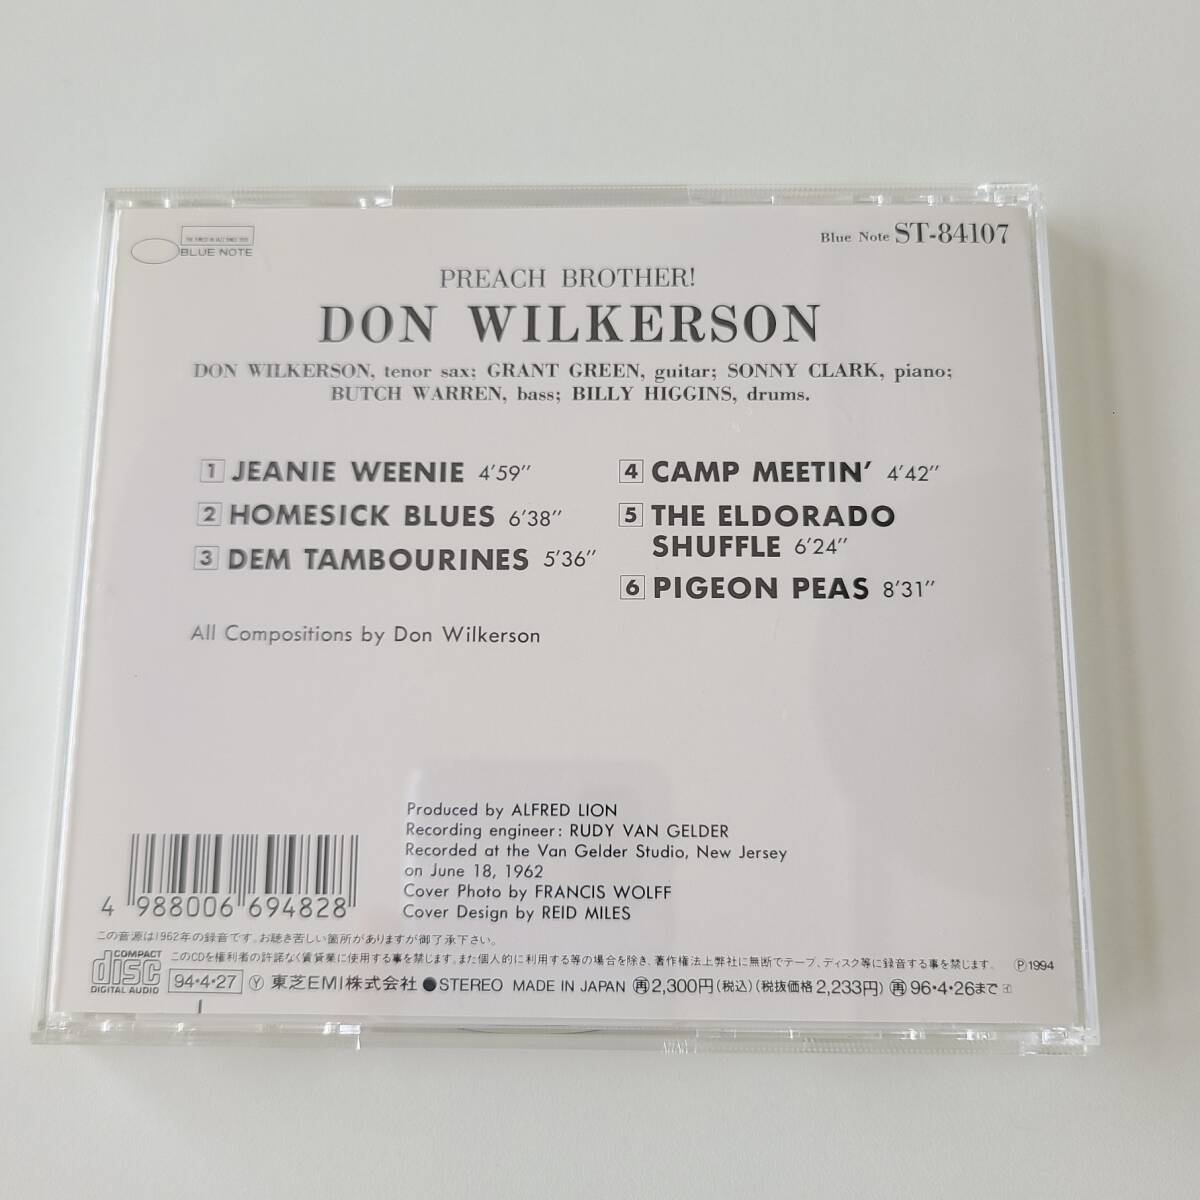 THE FINEST IN JAZZ SINCE 1939
BLUE NOTE
Blue Note ST-84107
PREACH BROTHER!
DON WILKERSON
DON WILKERSON, tenor sax; GRANT GREEN, guitar; SONNY CLARK, piano;
BUTCH WARREN, bass; BILLY HIGGINS, drums.
1 JEANIE WEENIE 4'59"
2 HOMESICK BLUES 6'38"
3 DEM TAMBOURINES 5'36"
4 CAMP MEETIN' 4'42"
5 THE ELDORADO
SHUFFLE 6'24"
6 PIGEON PEAS 8'31"
All Compositions by Don Wilkerson
Produced by ALFRED LION
Recording engineer: RUDY VAN GELDER
Recorded at the Van Gelder Studio, New Jersey
on June 18, 1962
Cover Photo by FRANCIS WOLFF
Cover Design by REID MILES
4 988006 694828
この音源は1962年の録音です。お聴き苦しい箇所がありますが御了承下さい。
COMPACT disc DIGITAL AUDIO
このCDを権利者の許諾なく賃貸業に使用する事を禁じます。また個人的に利用する等の場合を除き、著作権法上弊社に無断でテープ、ディスク等に録音する事を禁じます。 Ⓟ1994
94・4・27 Ⓨ 東芝EMI株式会社 ●STEREO MADE IN JAPAN 再2,300円(税込)(税抜価格2,233円) 再96・4・26まで